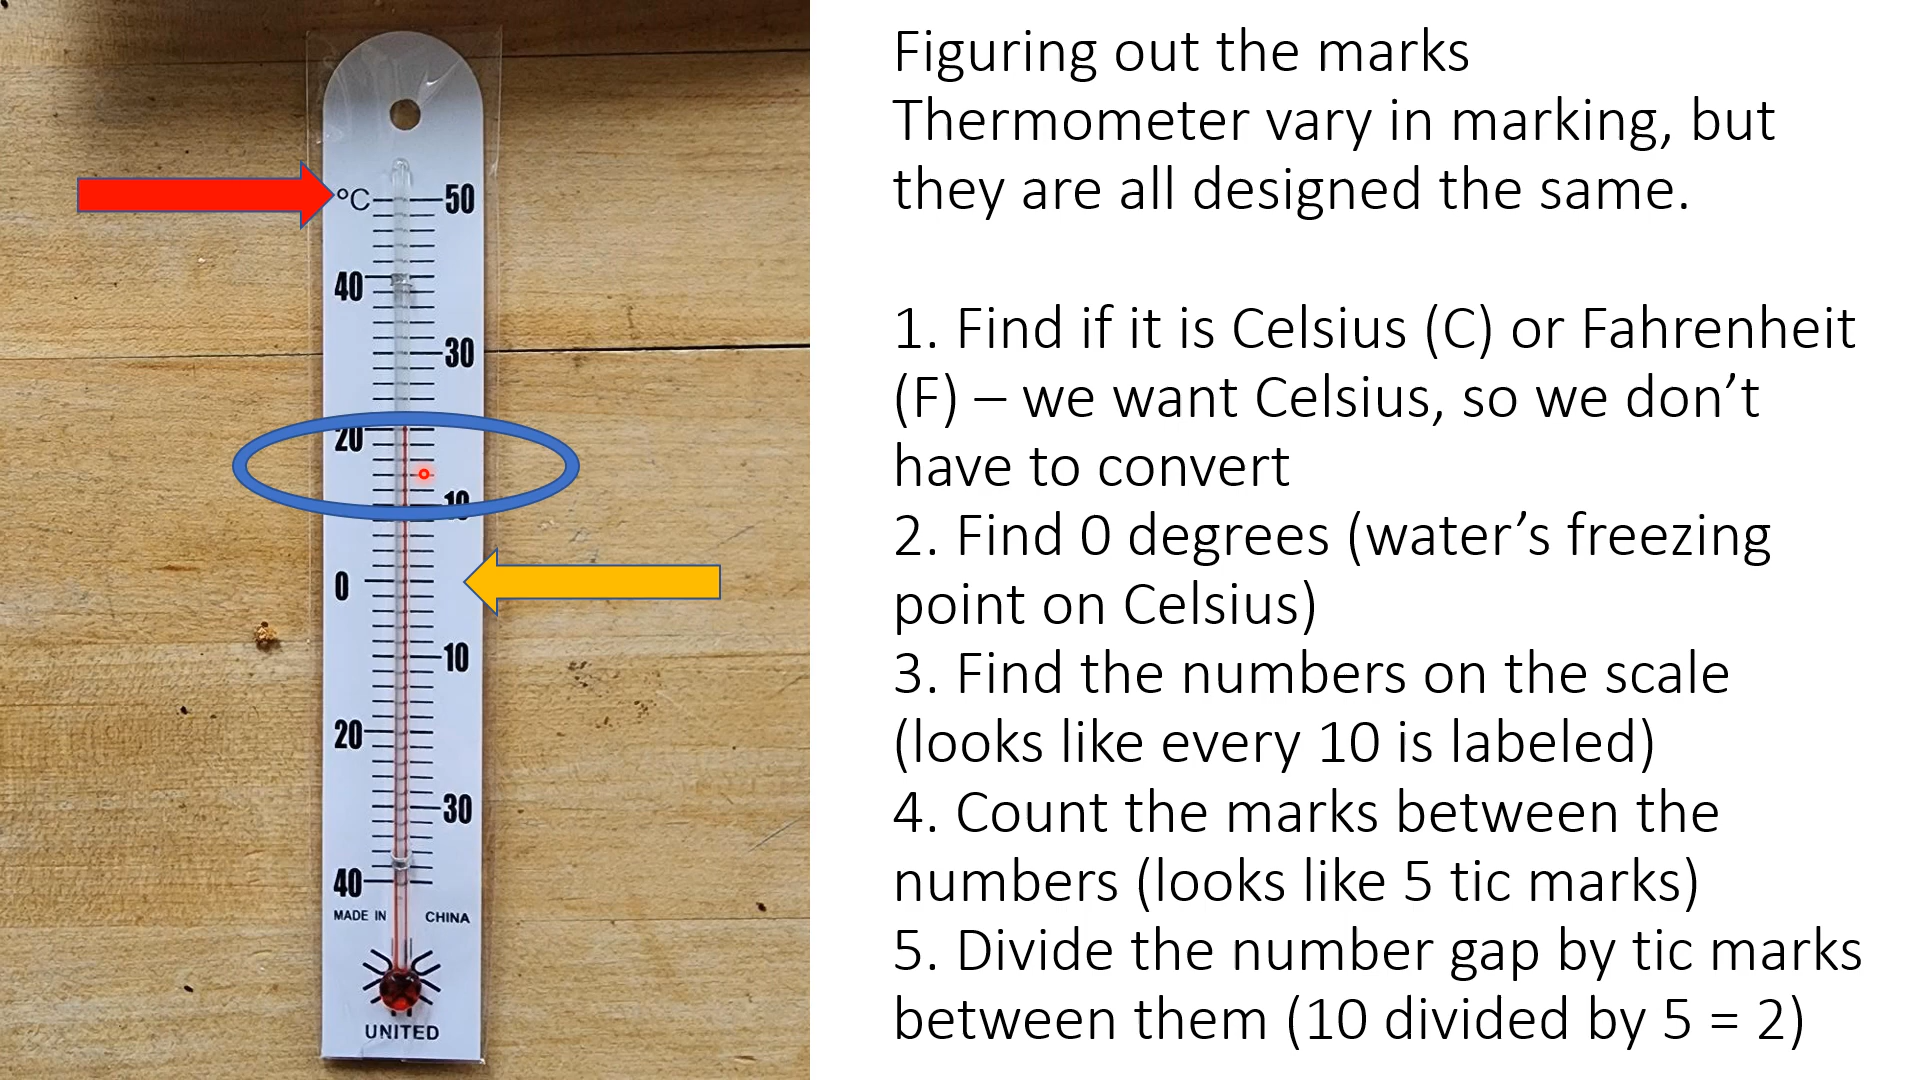 °C
50
40
30
20
10
0
10
20
30
40
MADE IN CHINA
UNITED
Figuring out the marks
Thermometer vary in marking, but
they are all designed the same.
1. Find if it is Celsius (C) or Fahrenheit
(F) – we want Celsius, so we don’t
have to convert
2. Find 0 degrees (water’s freezing
point on Celsius)
3. Find the numbers on the scale
(looks like every 10 is labeled)
4. Count the marks between the
numbers (looks like 5 tic marks)
5. Divide the number gap by tic marks
between them (10 divided by 5 = 2)